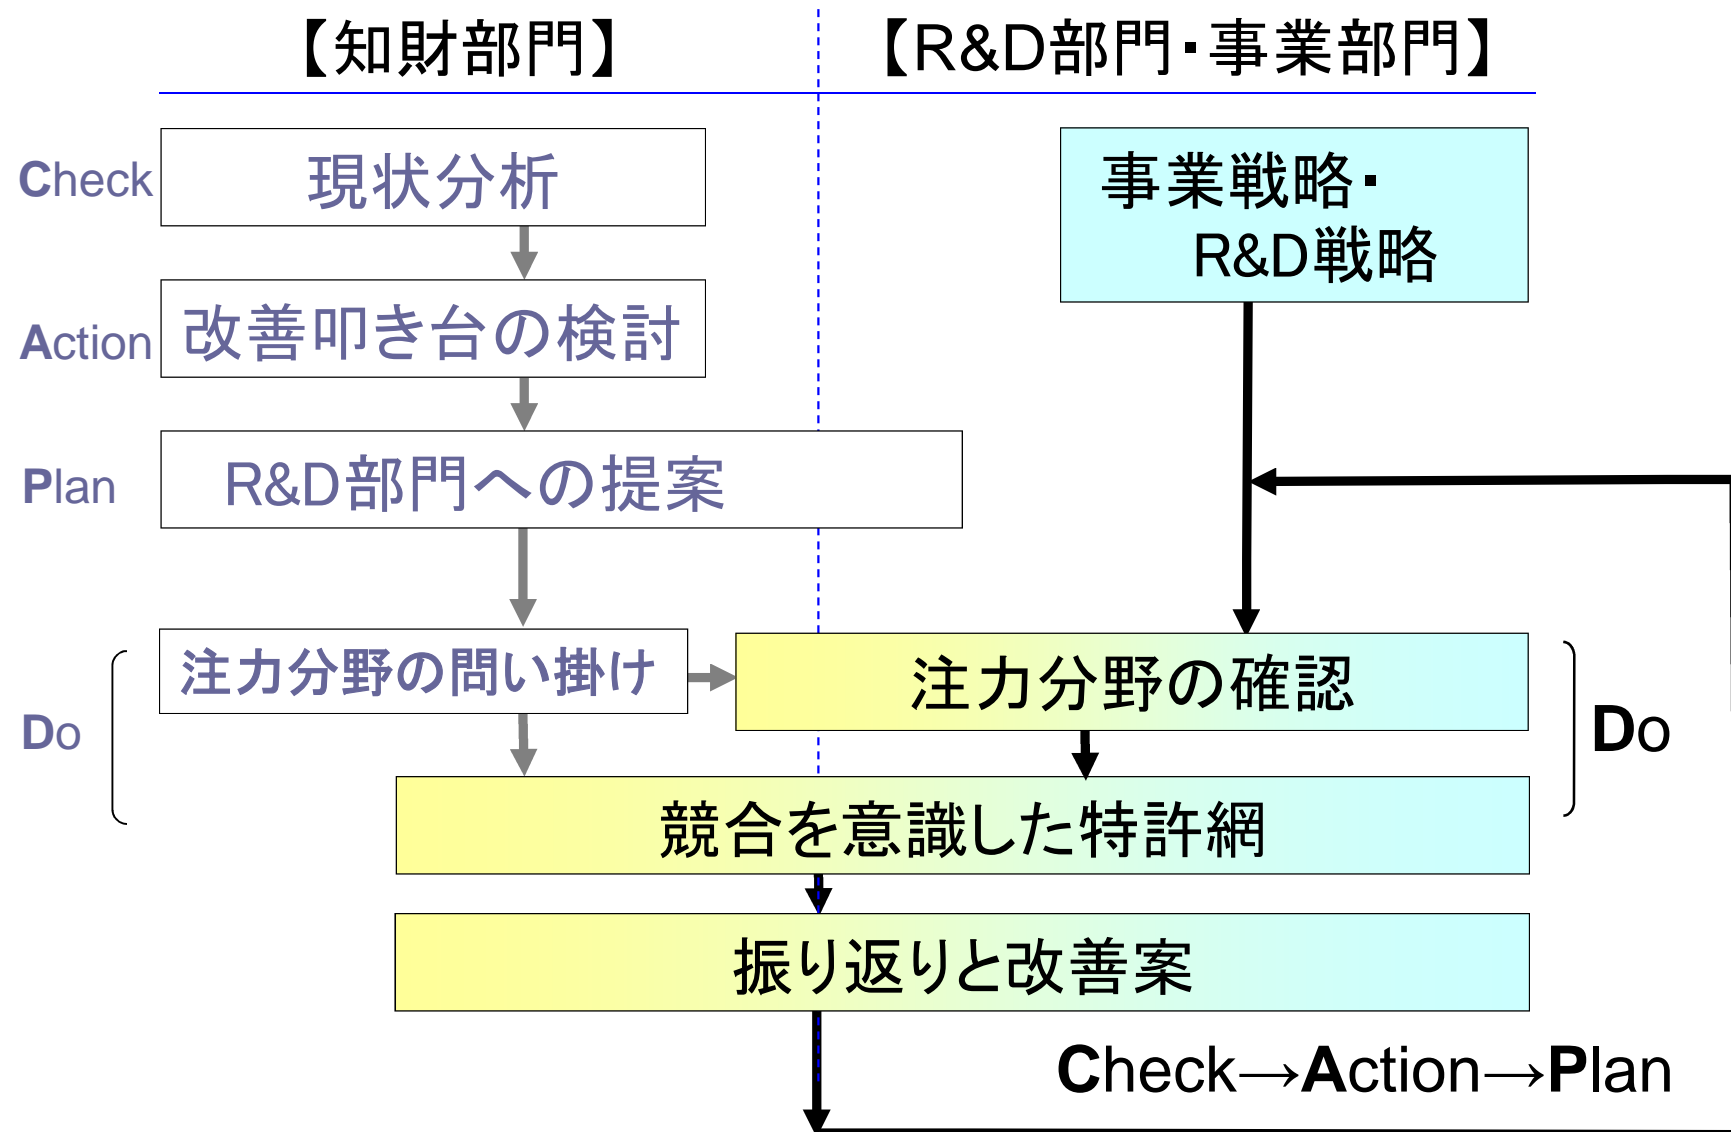 【知財部門】
【R&D部門・事業部門】
Check
現状分析
事業戦略・
R&D戦略
Action
改善叩き台の検討
Plan
R&D部門への提案
注力分野の問い掛け
注力分野の確認
Do
Do
競合を意識した特許網
振り返りと改善案
Check→Action→Plan